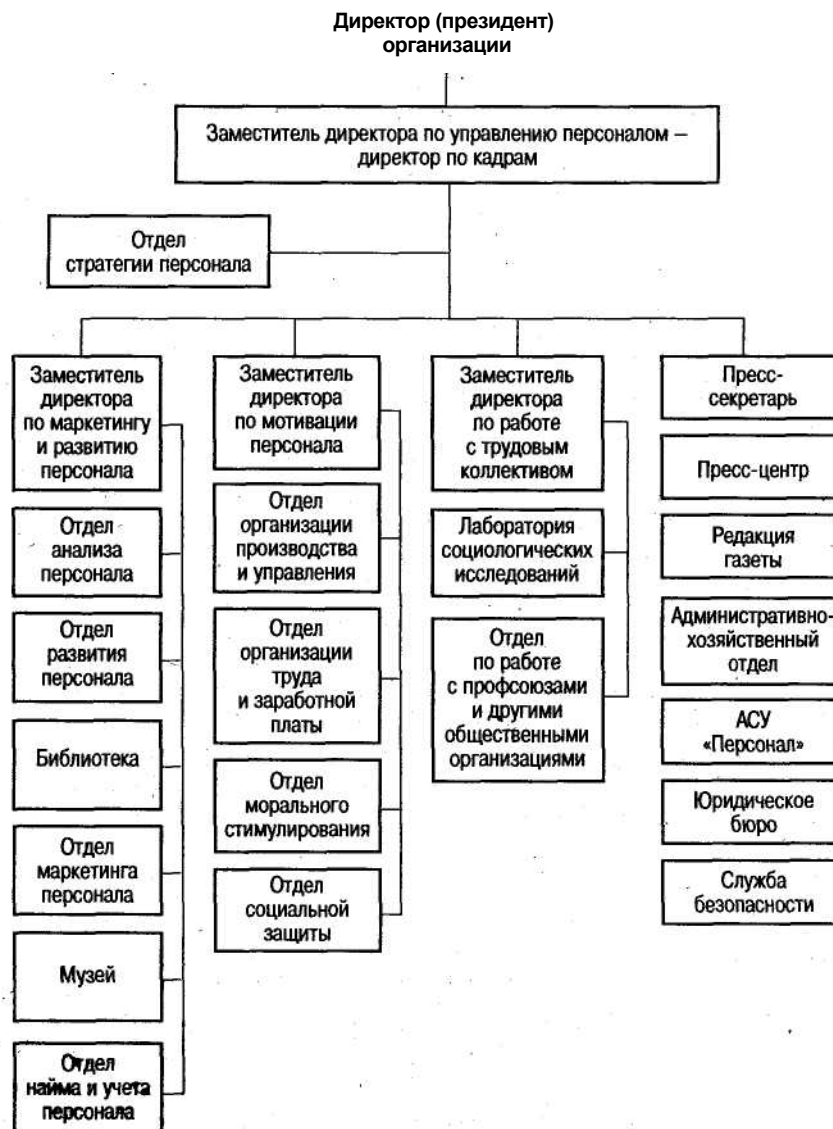 Директор (президент)
организации
Заместитель директора по управлению персоналом –
директор по кадрам
Отдел
стратегии персонала
Заместитель
директора
по маркетингу
и развитию
персонала
Отдел
анализа
персонала
Отдел
развития
персонала
Библиотека
Отдел
маркетинга
персонала
Музей
Отдел
найма и учета
персонала
Заместитель
директора
по мотивации
персонала
Отдел
организации
производства
и управления
Отдел
организации
труда
и заработной
платы
Отдел
морального
стимулирования
Отдел
социальной
защиты
Заместитель
директора
по работе
с трудовым
коллективом
Лаборатория
социологических
исследований
Отдел
по работе
с профсоюзами
и другими
общественными
организациями
Пресс-
секретарь
Пресс-центр
Редакция
газеты
Административно-
хозяйственный
отдел
АСУ
«Персонал»
Юридическое
бюро
Служба
безопасности